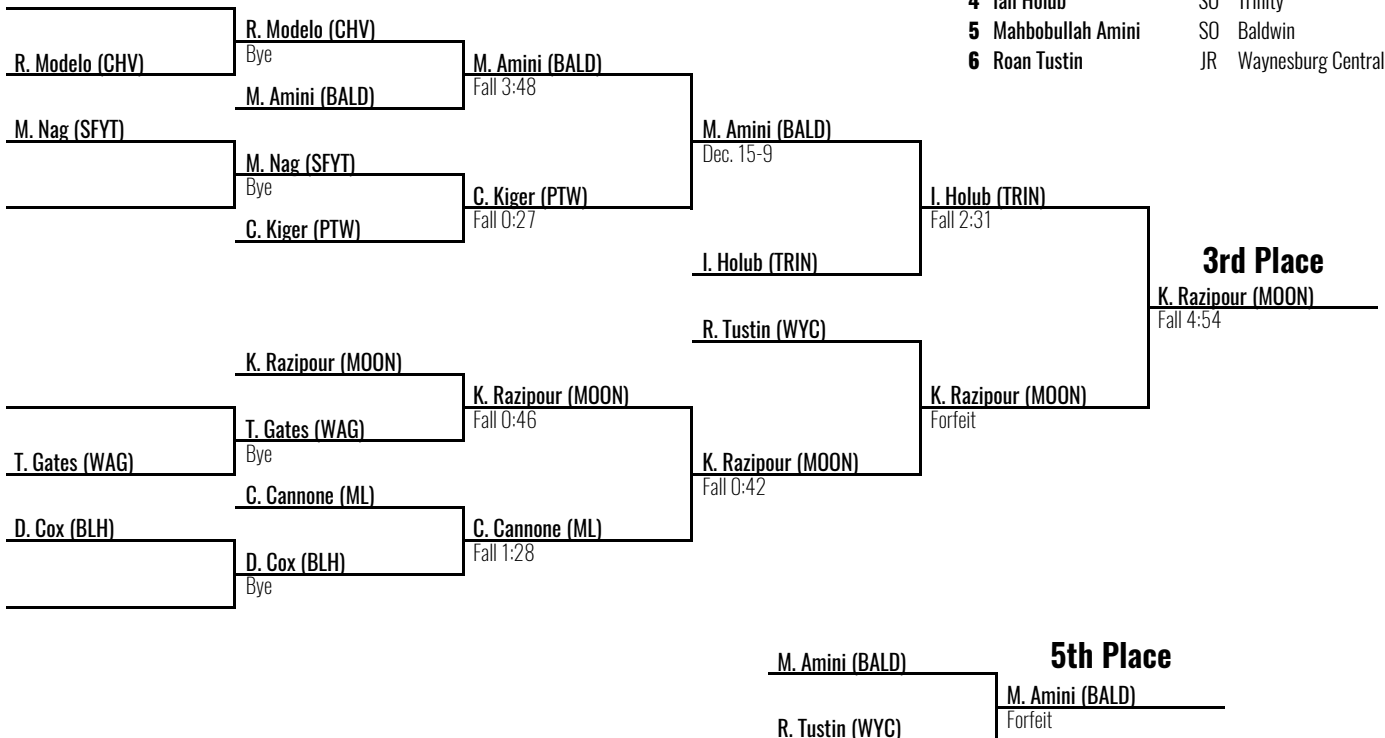 4 Ian Holub SO Trinity
5 Mahbobullah Amini SO Baldwin
6 Roan Tustin JR Waynesburg Central
R. Modelo (CHV)
R. Modelo (CHV)
Bye
M. Amini (BALD)
M. Amini (BALD)
Fall 3:48
M. Nag (SFYT)
M. Nag (SFYT)
Bye
C. Kiger (PTW)
C. Kiger (PTW)
Fall 0:27
M. Amini (BALD)
Dec. 15-9
I. Holub (TRIN)
I. Holub (TRIN)
Fall 2:31
3rd Place
K. Razipour (MOON)
Fall 4:54
R. Tustin (WYC)
K. Razipour (MOON)
K. Razipour (MOON)
Fall 0:46
K. Razipour (MOON)
Forfeit
T. Gates (WAG)
T. Gates (WAG)
Bye
K. Razipour (MOON)
Fall 0:42
C. Cannone (ML)
D. Cox (BLH)
C. Cannone (ML)
Fall 1:28
D. Cox (BLH)
Bye
5th Place
M. Amini (BALD)
M. Amini (BALD)
Forfeit
R. Tustin (WYC)